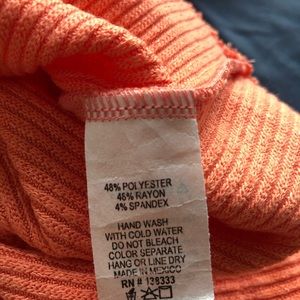 48% POLYESTER
48% RAYON
4% SPANDEX
HAND WASH
WITH COLD WATER
DO NOT BLEACH
COLOR SEPARATE
HANG OR LINE DRY
MADE IN MEXICO
RN # 138333